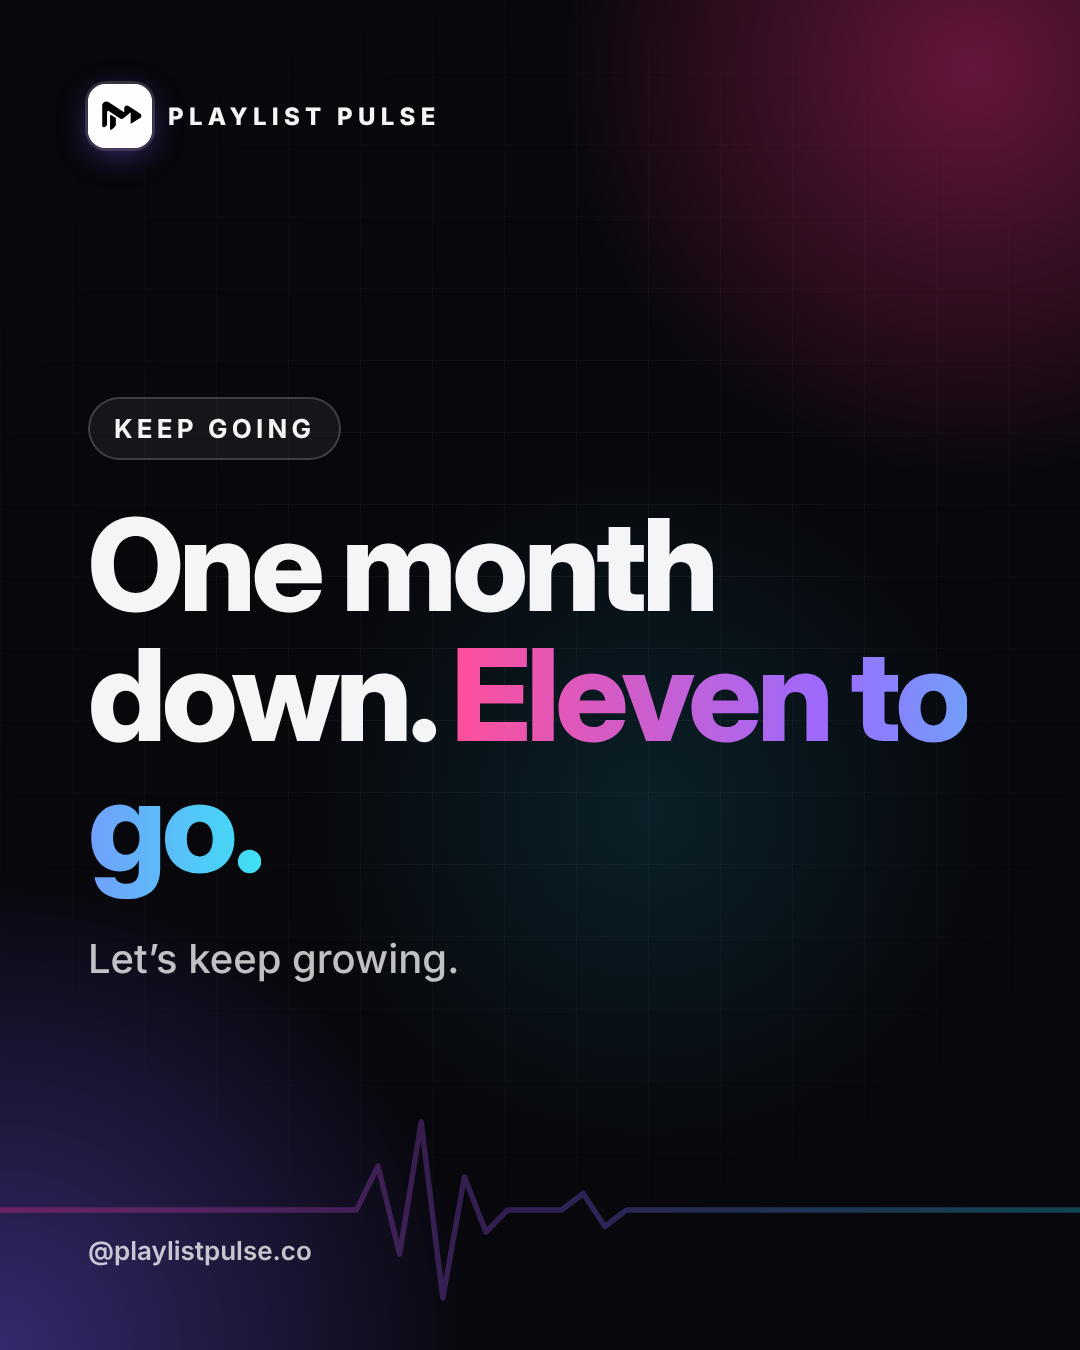 PLAYLIST PULSE
KEEP GOING
One month
down. Eleven to
go.
Let’s keep growing.
@playlistpulse.co